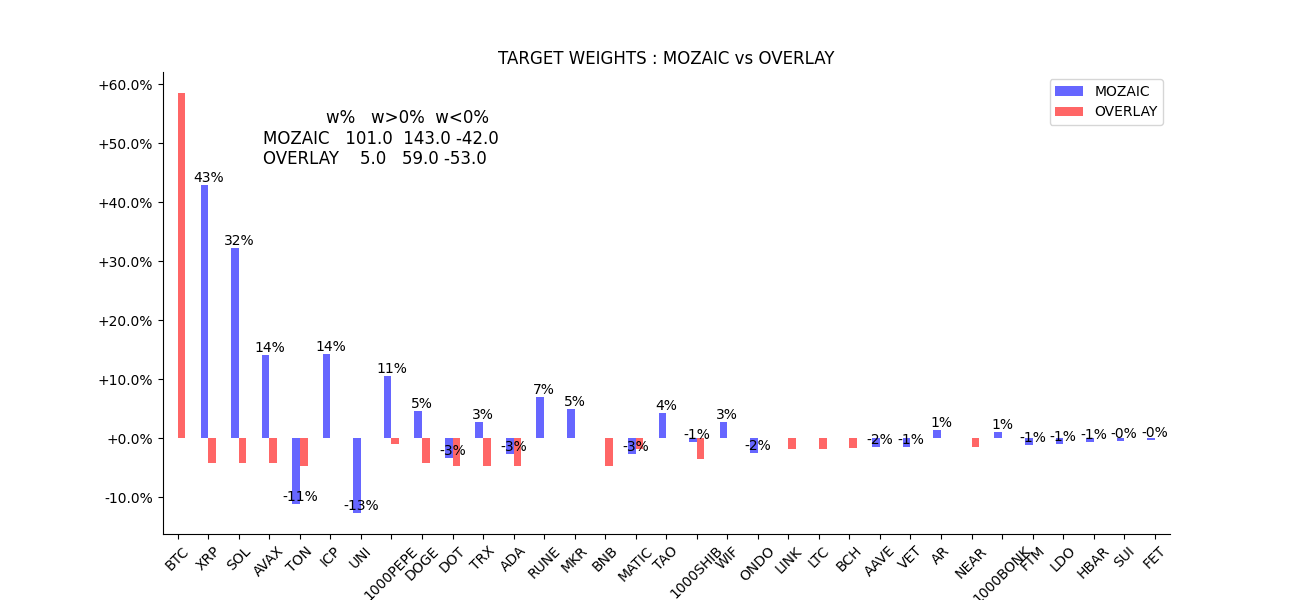 TARGET WEIGHTS : MOZAIC vs OVERLAY
+60.0%
+50.0%
+40.0%
+30.0%
+20.0%
+10.0%
+0.0%
-10.0%
w% w>0% w<0%
MOZAIC 101.0 143.0 -42.0
OVERLAY 5.0 59.0 -53.0
MOZAIC
OVERLAY
43%
32%
14%
-11%
14%
-13%
11%
5%
-3%
3%
-3%
7%
5%
-3%
4%
-1%
3%
-2%
-2%
-1%
1%
1%
-1%
-1%
-1%
-0%
-0%
BTC
XRP
SOL
AVAX
TON
ICP
UNI
1000PEPE
DOGE
DOT
TRX
ADA
RUNE
MKR
BNB
MATIC
TAO
1000SHIB
WIF
ONDO
LINK
LTC
BCH
AAVE
VET
AR
NEAR
1000BONK
FTM
LDO
HBAR
SUI
FET